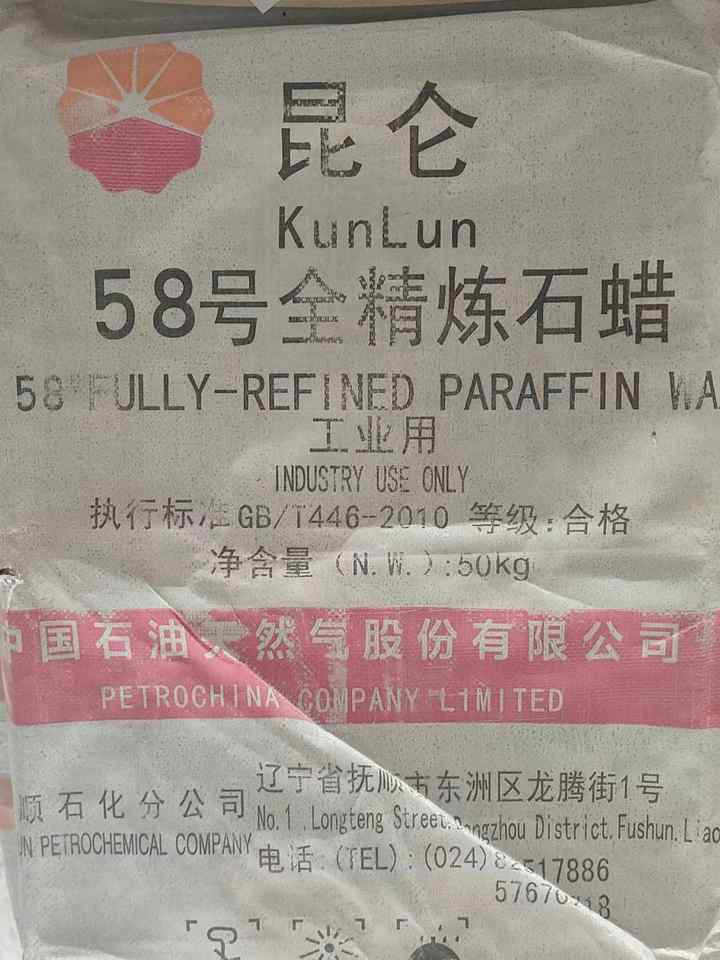 昆仑
KunLun
58号全精炼石蜡
58# FULLY-REFINED PARAFFIN WA
工业用
INDUSTRY USE ONLY
执行标准 GB/T446-2010 等级:合格
净含量(N.W.):50kg
中国石油天然气股份有限公司
PETROCHINA COMPANY LIMITED
顺石化分公司
UN PETROCHEMICAL COMPANY
辽宁省抚顺市东洲区龙腾街1号
No.1,Longteng Street, District.Fushun.Liao
电话:(TEL):(024)